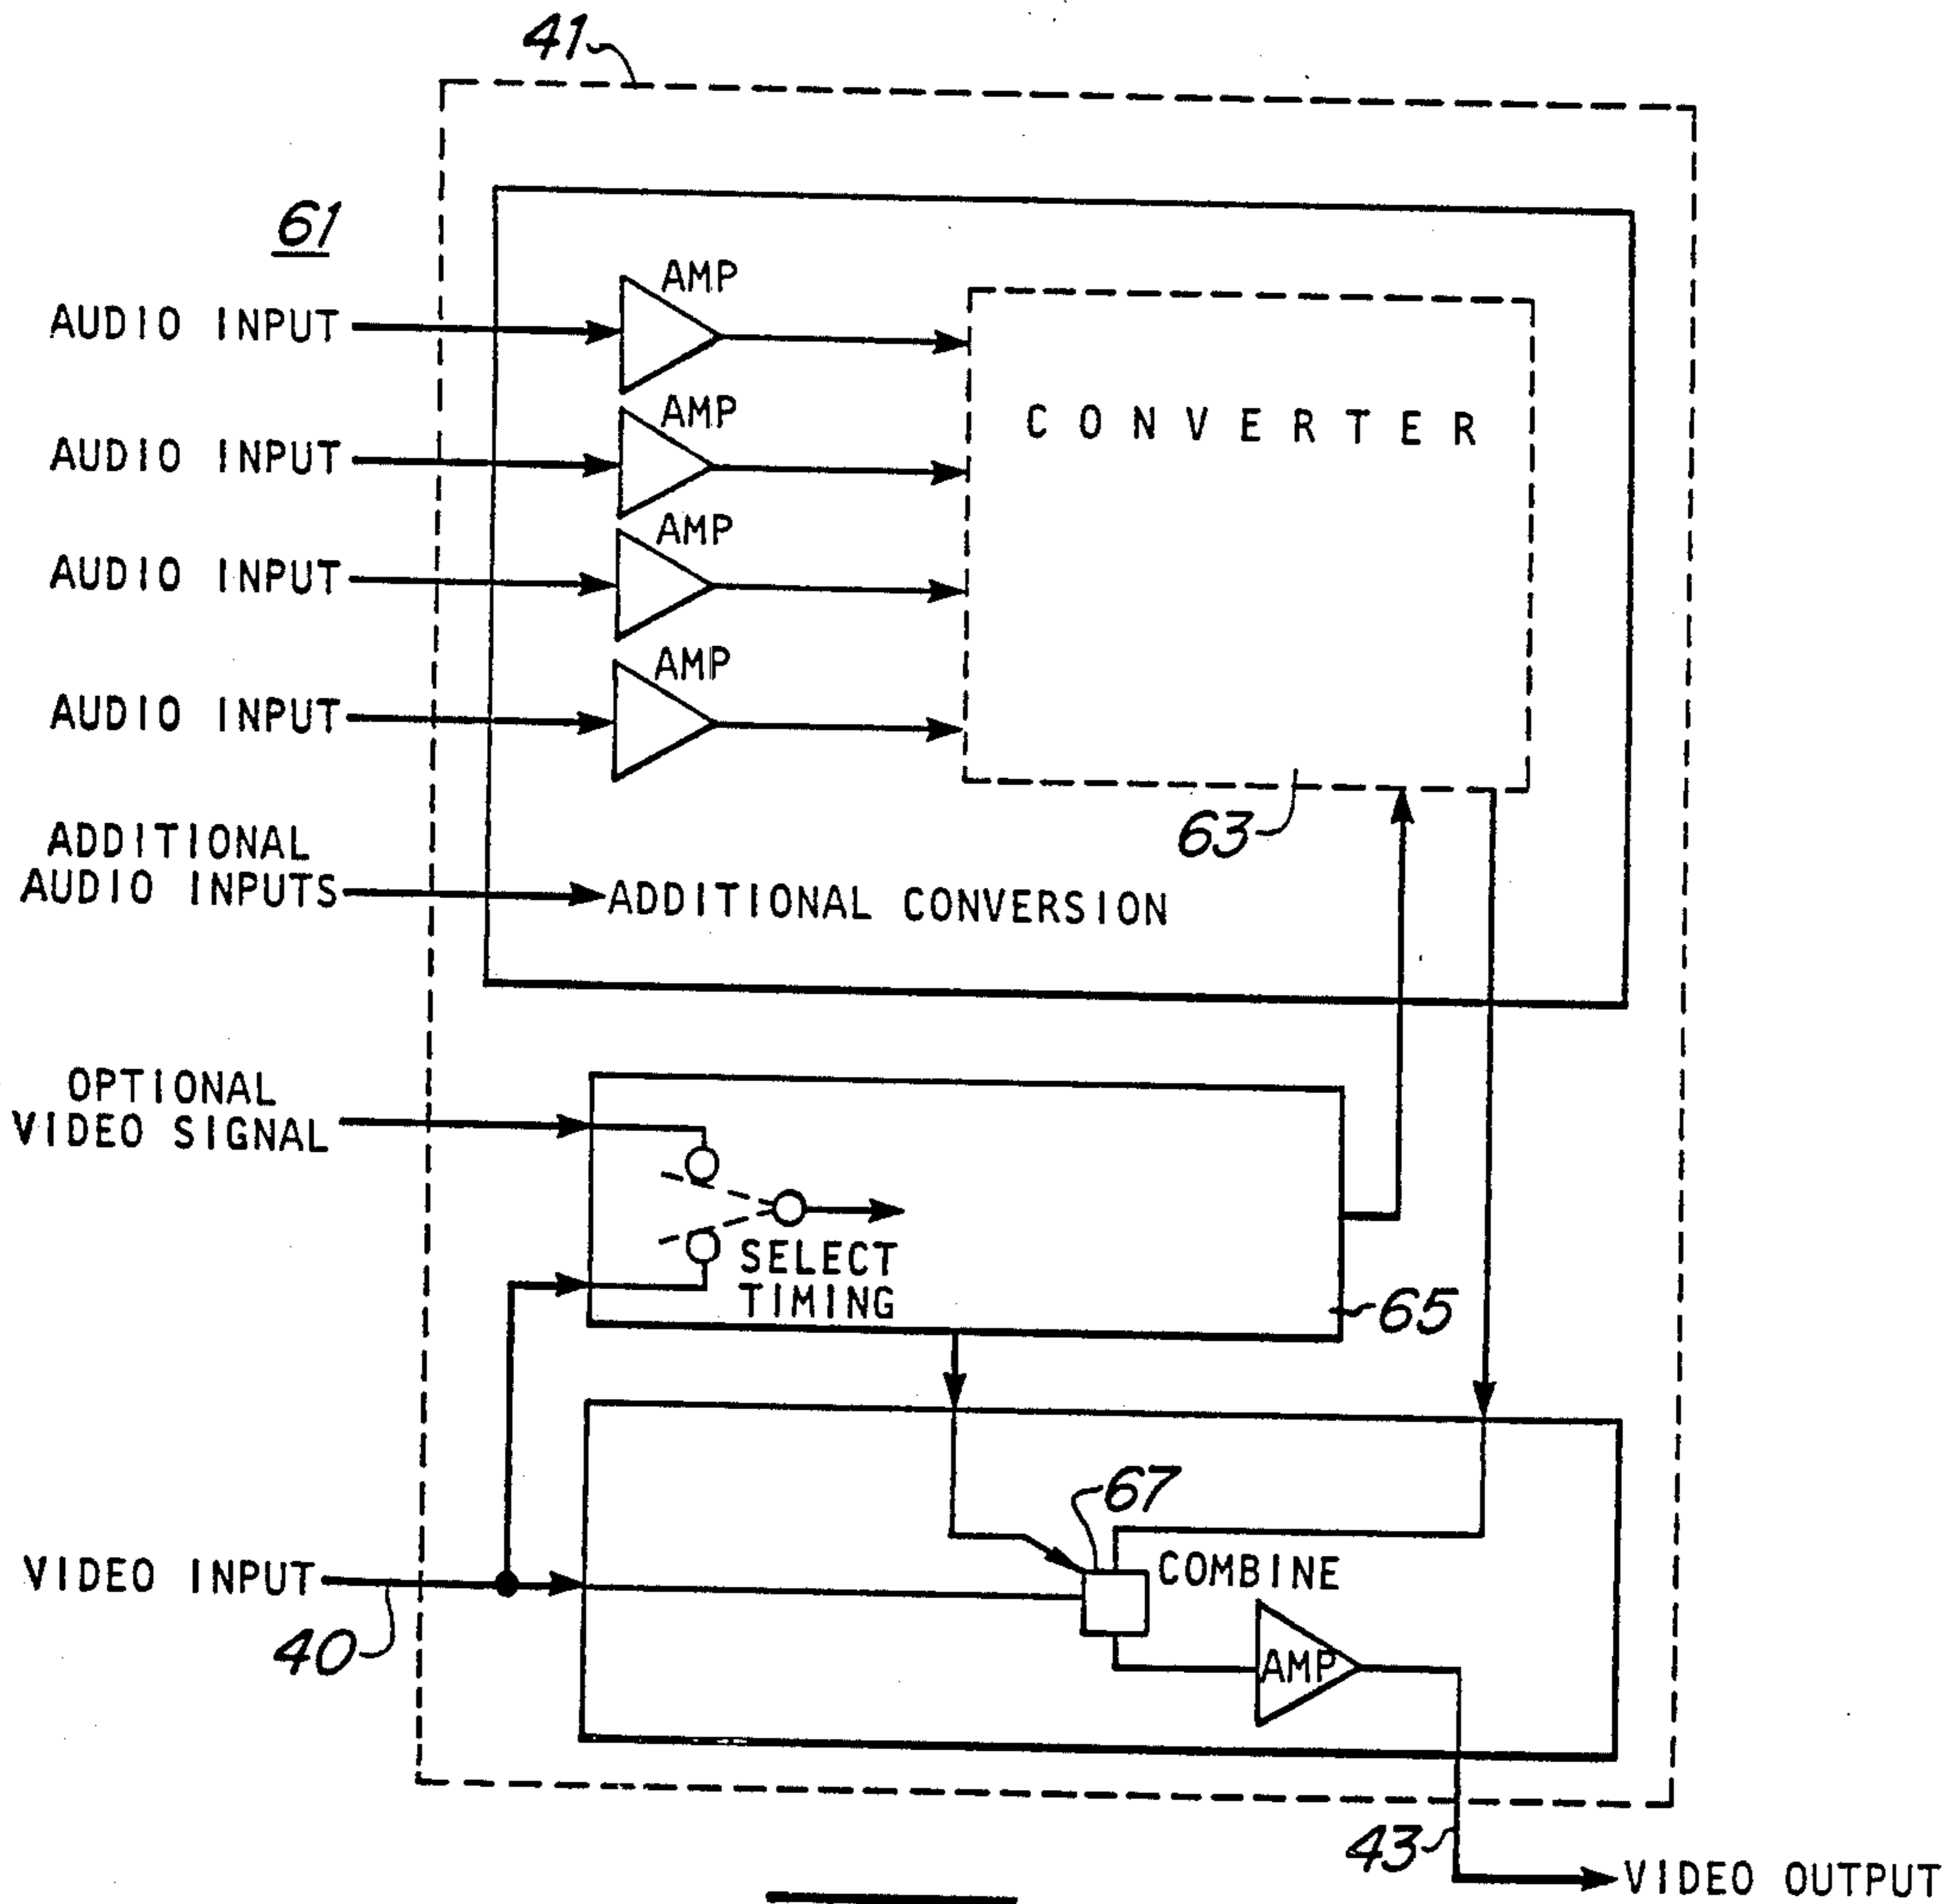 41
61
AMP
AUDIO INPUT
CONVERTER
AMP
AUDIO INPUT
AMP
AUDIO INPUT
AMP
AUDIO INPUT
63
ADDITIONAL
AUDIO INPUTS
ADDITIONAL CONVERSION
OPTIONAL
VIDEO SIGNAL
SELECT
TIMING
65
67
VIDEO INPUT
COMBINE
40
AMP
43
VIDEO OUTPUT